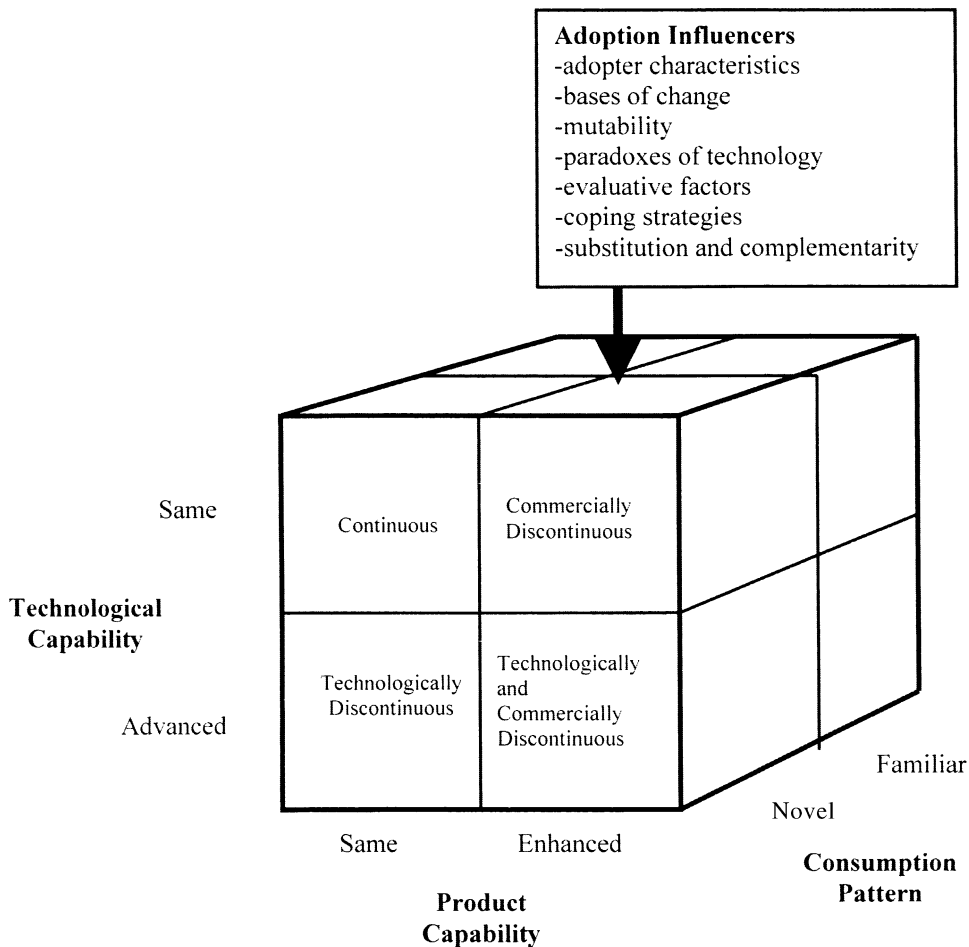 Adoption Influencers
-adopter characteristics
-bases of change
-mutability
-paradoxes of technology
-evaluative factors
-coping strategies
-substitution and complementarity
Same
Continuous
Commercially
Discontinuous
Technological
Capability
Technologically
Discontinuous
Technologically
and
Commercially
Discontinuous
Advanced
Familiar
Novel
Same
Enhanced
Consumption
Pattern
Product
Capability